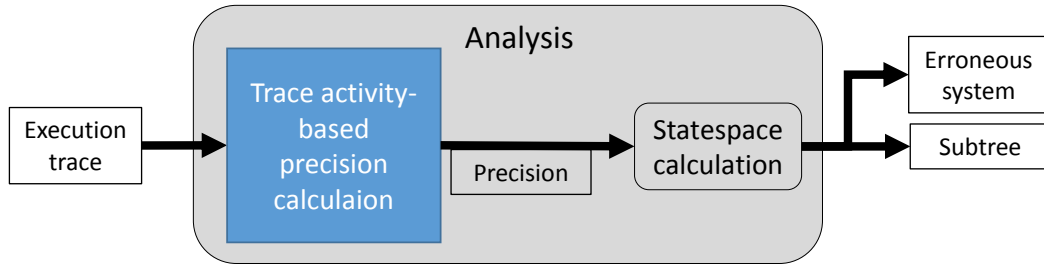 Analysis
Execution
trace
Trace activity-
based
precision
calculaion
Precision
Statespace
calculation
Erroneous
system
Subtree